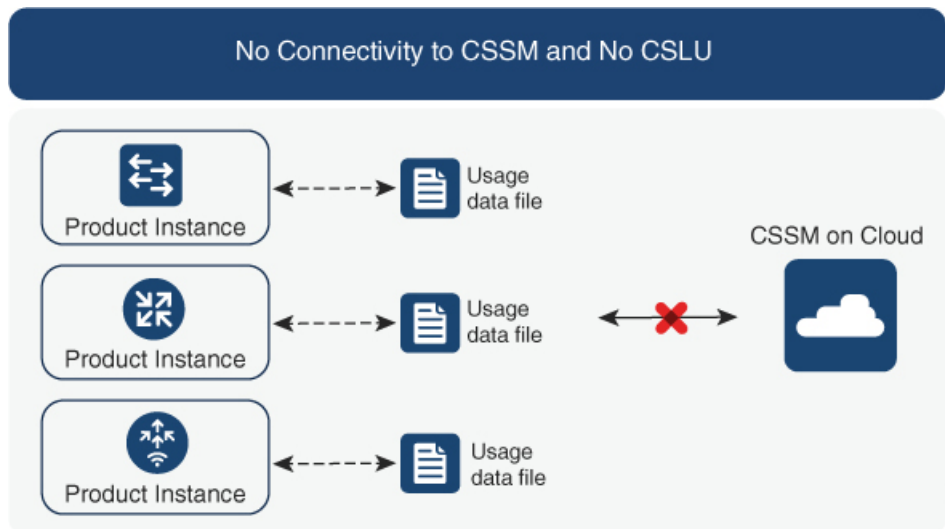 No Connectivity to CSSM and No CSLU
Product Instance
Usage
data file
Product Instance
Usage
data file
CSSM on Cloud
Product Instance
Usage
data file